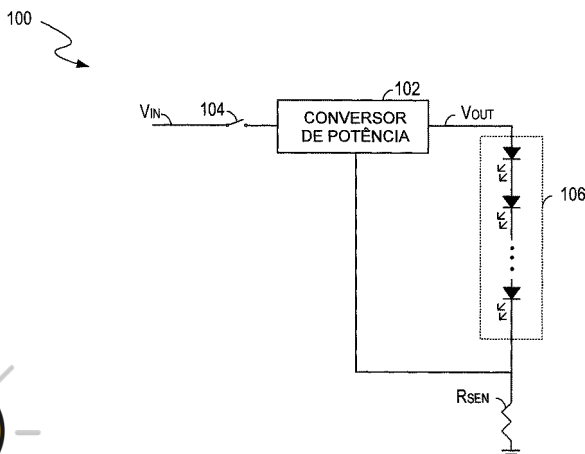 100
102
VIN
104
CONVERSOR
DE POTÊNCIA
VOUT
106
RSEN